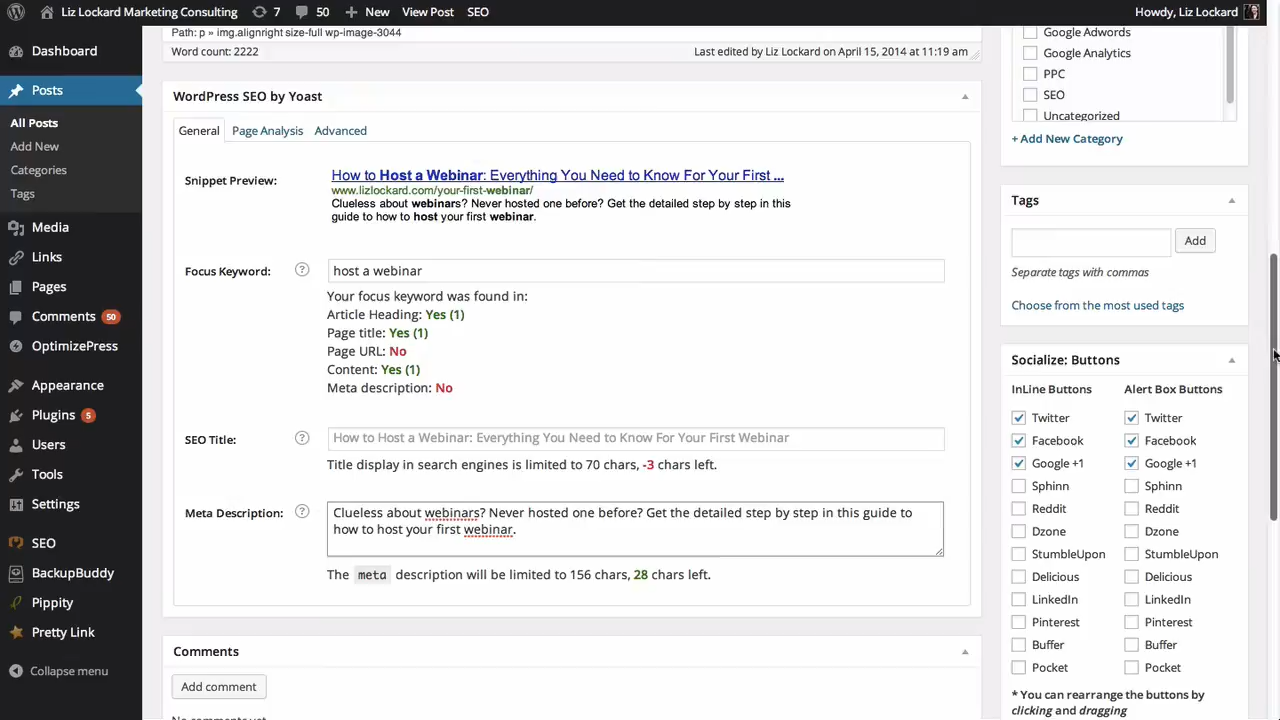 Liz Lockard Marketing Consulting 7 50 New View Post SEO Howdy, Liz Lockard
Dashboard
Posts
All Posts
Add New
Categories
Tags
Media
Links
Pages
Comments 50
OptimizePress
Appearance
Plugins 5
Users
Tools
Settings
SEO
BackupBuddy
Pippity
Pretty Link
Collapse menu
Path: p » img.alignright size-full wp-image-3044
Word count: 2222 Last edited by Liz Lockard on April 15, 2014 at 11:19 am
WordPress SEO by Yoast
General Page Analysis Advanced
Snippet Preview:
How to Host a Webinar: Everything You Need to Know For Your First ...
www.lizlockard.com/your-first-webinar/
Clueless about webinars? Never hosted one before? Get the detailed step by step in this
guide to how to host your first webinar.
Focus Keyword: ? host a webinar
Your focus keyword was found in:
Article Heading: Yes (1)
Page title: Yes (1)
Page URL: No
Content: Yes (1)
Meta description: No
SEO Title: ? How to Host a Webinar: Everything You Need to Know For Your First Webinar
Title display in search engines is limited to 70 chars, -3 chars left.
Meta Description: ? Clueless about webinars? Never hosted one before? Get the detailed step by step in this guide to
how to host your first webinar.
The meta description will be limited to 156 chars, 28 chars left.
Comments
Add comment
No comments yet
Google Adwords
Google Analytics
PPC
SEO
Uncategorized
+ Add New Category
Tags
Add
Separate tags with commas
Choose from the most used tags
Socialize: Buttons
InLine Buttons Alert Box Buttons
Twitter Twitter
Facebook Facebook
Google +1 Google +1
Sphinn Sphinn
Reddit Reddit
Dzone Dzone
StumbleUpon StumbleUpon
Delicious Delicious
LinkedIn LinkedIn
Pinterest Pinterest
Buffer Buffer
Pocket Pocket
* You can rearrange the buttons by
clicking and dragging